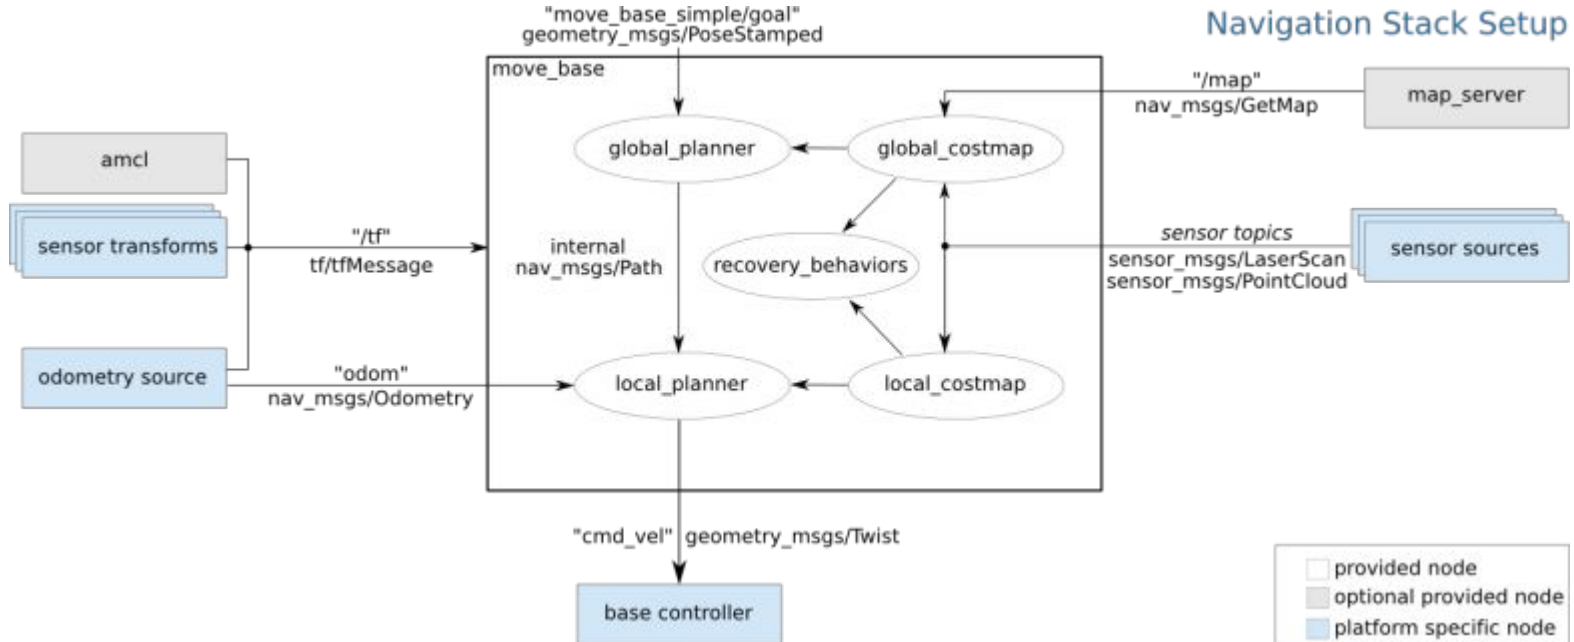 Navigation Stack Setup
"move_base_simple/goal"
geometry_msgs/PoseStamped
move_base
"/map"
nav_msgs/GetMap
map_server
amcl
global_planner
global_costmap
sensor transforms
"/tf"
tf/tfMessage
internal
nav_msgs/Path
recovery_behaviors
sensor topics
sensor_msgs/LaserScan
sensor_msgs/PointCloud
sensor sources
odometry source
"odom"
nav_msgs/Odometry
local_planner
local_costmap
"cmd_vel" geometry_msgs/Twist
base controller
provided node
optional provided node
platform specific node